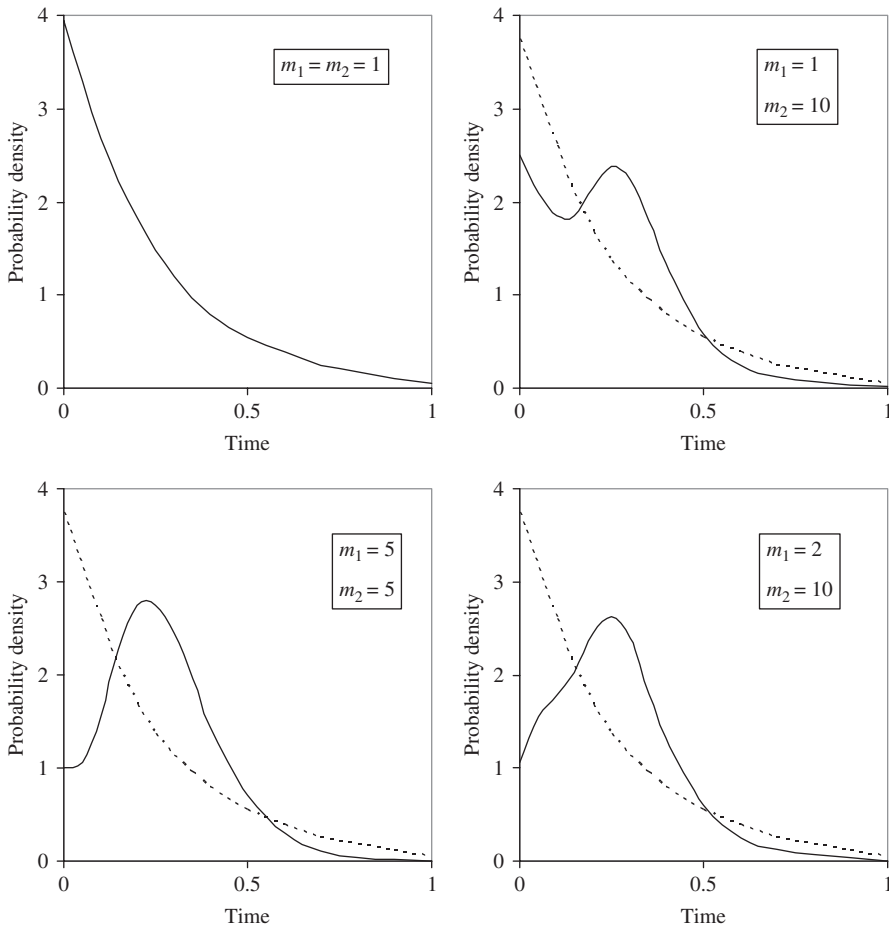 4
3
2
1
0
Probability density
m₁ = m₂ = 1
0
0.5
1
Time
4
3
2
1
0
Probability density
m₁ = 1
m₂ = 10
0
0.5
1
Time
4
3
2
1
0
Probability density
m₁ = 5
m₂ = 5
0
0.5
1
Time
4
3
2
1
0
Probability density
m₁ = 2
m₂ = 10
0
0.5
1
Time